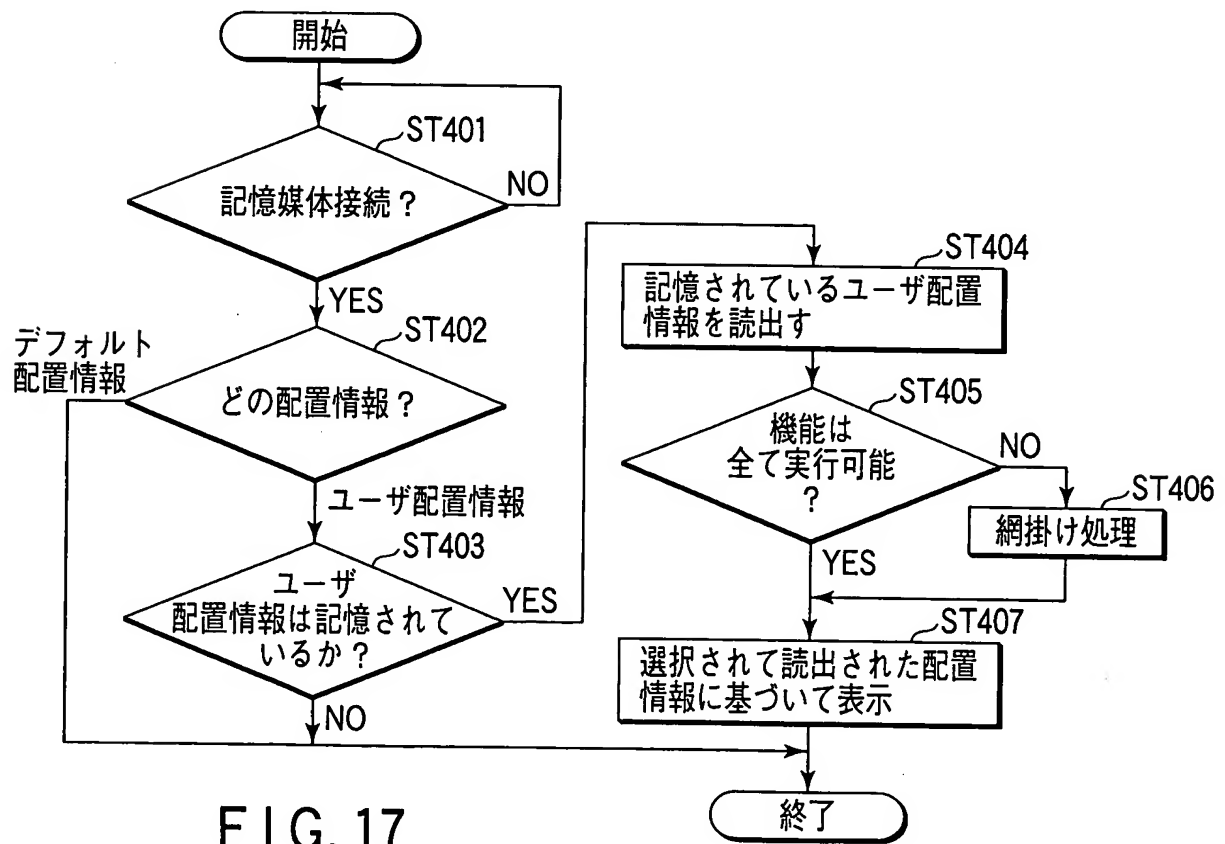 開始
ST401
記憶媒体接続?
NO
YES
ST402
デフォルト
配置情報
どの配置情報?
ユーザ配置情報
ST403
ユーザ
配置情報は記憶されて
いるか?
YES
NO
ST404
記憶されているユーザ配置
情報を読出す
ST405
機能は
全て実行可能
?
NO
ST406
網掛け処理
YES
ST407
選択されて読出された配置
情報に基づいて表示
終了
FIG. 17